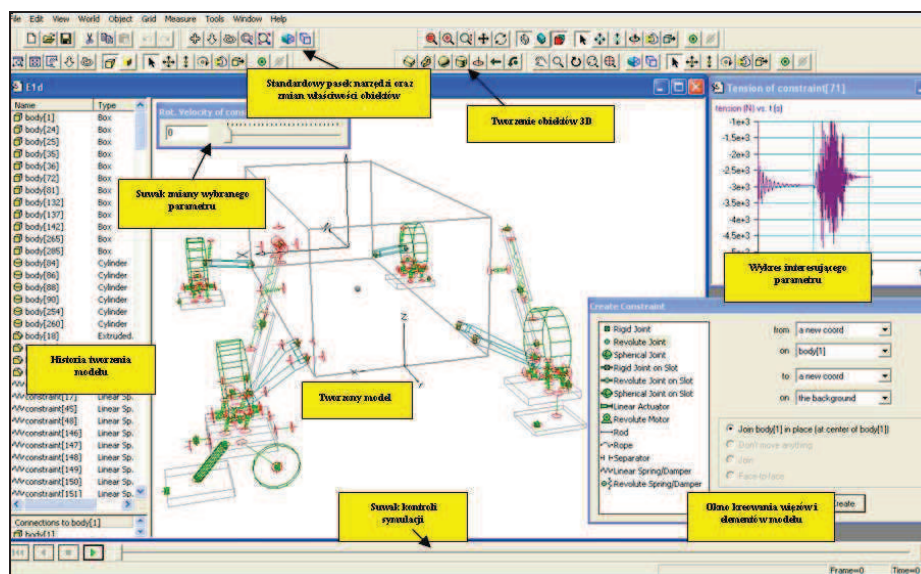 File Edit View World Object Grid Measure Tools Window Help
Standardowy pasek narzędzi oraz
zmian właściwości obiektów
Tworzenie obiektów 3D
E1d
Name Type
body[1] Box
body[24] Box
body[25] Box
body[35] Box
body[36] Box
body[72] Box
body[81] Box
body[132] Box
body[137] Box
body[142] Box
body[265] Box
body[285] Box
body[84] Cylinder
body[86] Cylinder
body[88] Cylinder
body[90] Cylinder
body[254] Cylinder
body[260] Cylinder
body[18] Extruded.
Historia tworzenia
modelu
constraint[17] Linear Sp.
constraint[45] Linear Sp.
constraint[48] Linear Sp.
constraint[146] Linear Sp.
constraint[147] Linear Sp.
constraint[148] Linear Sp.
constraint[149] Linear Sp.
constraint[150] Linear Sp.
constraint[151] Linear Sp.
Connections to body[1]
body[1]
Rot. Velocity of
0
Suwak zmiany wybranego
parametru
Z
X
Y
Tworzony model
Tension of constraint[71]
tension (N) vs. t (s)
-1e+3
-1.5e+3
-2e+3
-2.5e+3
-3e+3
-3.5e+3
-4e+3
-4.5e+3
Wykres interesującego
parametru
Create Constraint
Rigid Joint
Revolute Joint
Spherical Joint
Rigid Joint on Slot
Revolute Joint on Slot
Spherical Joint on Slot
Linear Actuator
Revolute Motor
Rod
Rope
Separator
Linear Spring/Damper
Revolute Spring/Damper
from a new coord
on body[1]
to a new coord
on the background
Join body[1] in place (at center of body[1])
Don't move anything
Join
Face-to-face
Create
Okno kreowania więzów i
elementów modelu
Suwak kontroli
symulacji
Frame=0 Time=0